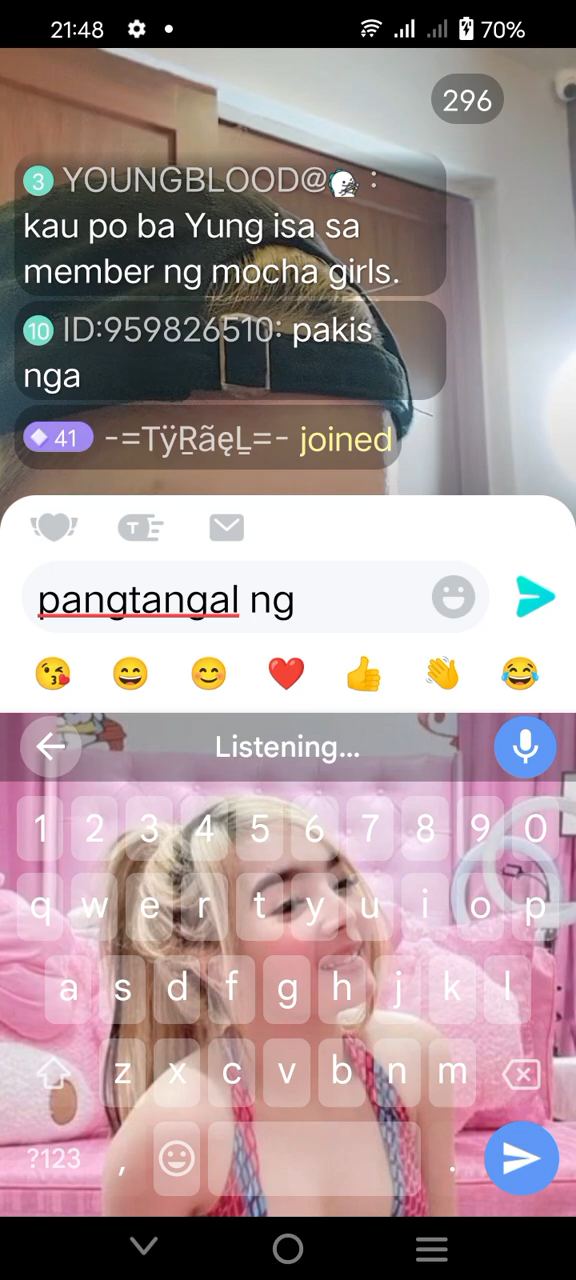 21:48
70%
296
3 YOUNGBLOOD@ :
kau po ba Yung isa sa
member ng mocha girls.
10 ID:959826510: pakis
nga
41 -=TÿR̲ãęL̲=- joined
T
pangtangal ng
Listening...
1 2 3 4 5 6 7 8 9 0
q w e r t y u i o p
a s d f g h j k l
z x c v b n m
?123 , .